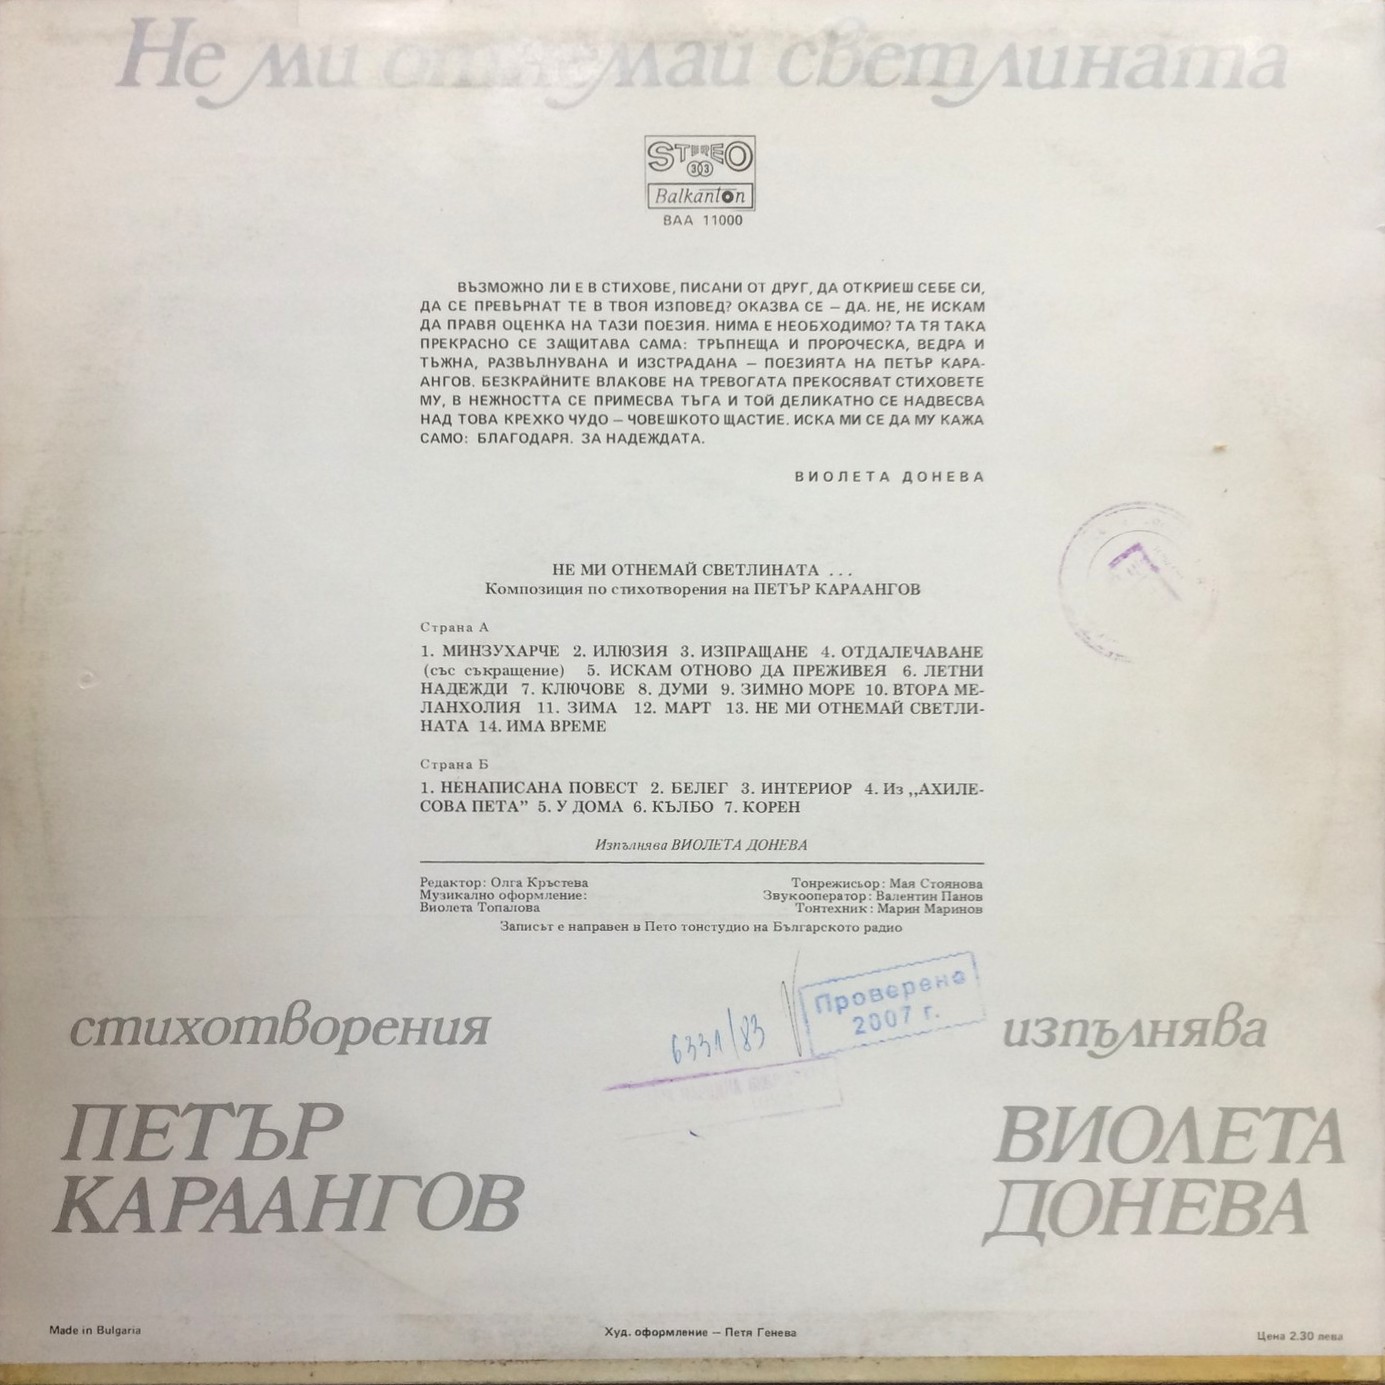 Не ми отнемай светлината
STEREO
33
Balkanton
ВАА 11000
ВЪЗМОЖНО ЛИ Е В СТИХОВЕ, ПИСАНИ ОТ ДРУГ, ДА ОТКРИЕШ СЕБЕ СИ,
ДА СЕ ПРЕВЪРНАТ ТЕ В ТВОЯ ИЗПОВЕД? ОКАЗВА СЕ – ДА. НЕ, НЕ ИСКАМ
ДА ПРАВЯ ОЦЕНКА НА ТАЗИ ПОЕЗИЯ. НИМА Е НЕОБХОДИМО? ТА ТЯ ТАКА
ПРЕКРАСНО СЕ ЗАЩИТАВА САМА: ТРЪПНЕЩА И ПРОРОЧЕСКА, ВЕДРА И
ТЪЖНА, РАЗВЪЛНУВАНА И ИЗСТРАДАНА – ПОЕЗИЯТА НА ПЕТЪР КАРА-
АНГОВ. БЕЗКРАЙНИТЕ ВЛАКОВЕ НА ТРЕВОГАТА ПРЕКОСЯВАТ СТИХОВЕТЕ
МУ, В НЕЖНОСТТА СЕ ПРИМЕСВА ТЪГА И ТОЙ ДЕЛИКАТНО СЕ НАДВЕСВА
НАД ТОВА КРЕХКО ЧУДО – ЧОВЕШКОТО ЩАСТИЕ. ИСКА МИ СЕ ДА МУ КАЖА
САМО: БЛАГОДАРЯ. ЗА НАДЕЖДАТА.
ВИОЛЕТА ДОНЕВА
НЕ МИ ОТНЕМАЙ СВЕТЛИНАТА ...
Композиция по стихотворения на ПЕТЪР КАРААНГОВ
Страна А
1. МИНЗУХАРЧЕ 2. ИЛЮЗИЯ 3. ИЗПРАЩАНЕ 4. ОТДАЛЕЧАВАНЕ
(със съкращение) 5. ИСКАМ ОТНОВО ДА ПРЕЖИВЕЯ 6. ЛЕТНИ
НАДЕЖДИ 7. КЛЮЧОВЕ 8. ДУМИ 9. ЗИМНО МОРЕ 10. ВТОРА МЕ-
ЛАНХОЛИЯ 11. ЗИМА 12. МАРТ 13. НЕ МИ ОТНЕМАЙ СВЕТЛИ-
НАТА 14. ИМА ВРЕМЕ
Страна Б
1. НЕНАПИСАНА ПОВЕСТ 2. БЕЛЕГ 3. ИНТЕРИОР 4. Из ,,АХИЛЕ-
СОВА ПЕТА” 5. У ДОМА 6. КЪЛБО 7. КОРЕН
Изпълнява ВИОЛЕТА ДОНЕВА
Редактор: Олга Кръстева
Музикално оформление:
Виолета Топалова
Тонрежисьор: Мая Стоянова
Звукооператор: Валентин Панов
Тонтехник: Марин Маринов
Записът е направен в Пето тонстудио на Българското радио
6331/83
Проверено
2007 г.
стихотворения
ПЕТЪР
КАРААНГОВ
изпълнява
ВИОЛЕТА
ДОНЕВА
Made in Bulgaria
Худ. оформление – Петя Генева
Цена 2.30 лева